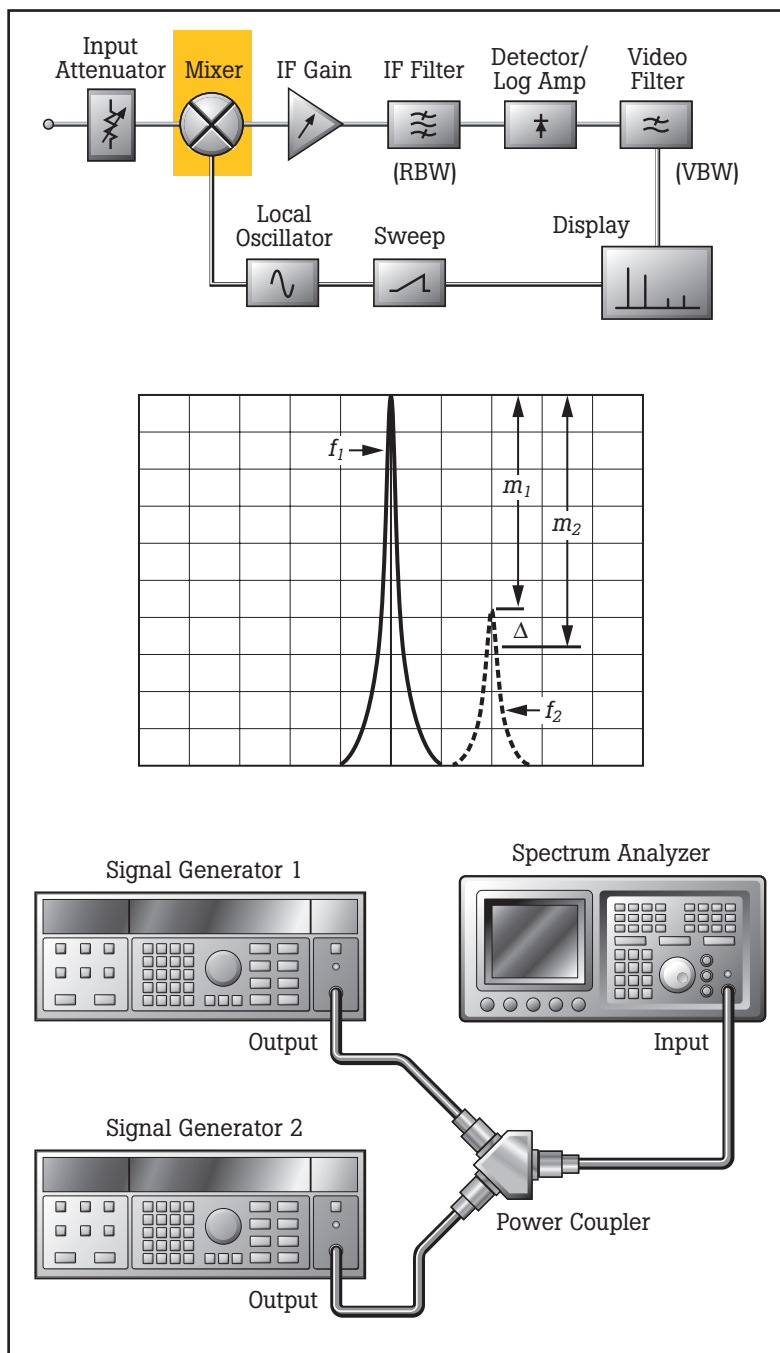 Input
Attenuator
Mixer
IF Gain
IF Filter
Detector/
Log Amp
Video
Filter
(RBW)
(VBW)
Local
Oscillator
Sweep
Display
f1
m1
m2
Δ
f2
Signal Generator 1
Spectrum Analyzer
Output
Input
Signal Generator 2
Power Coupler
Output